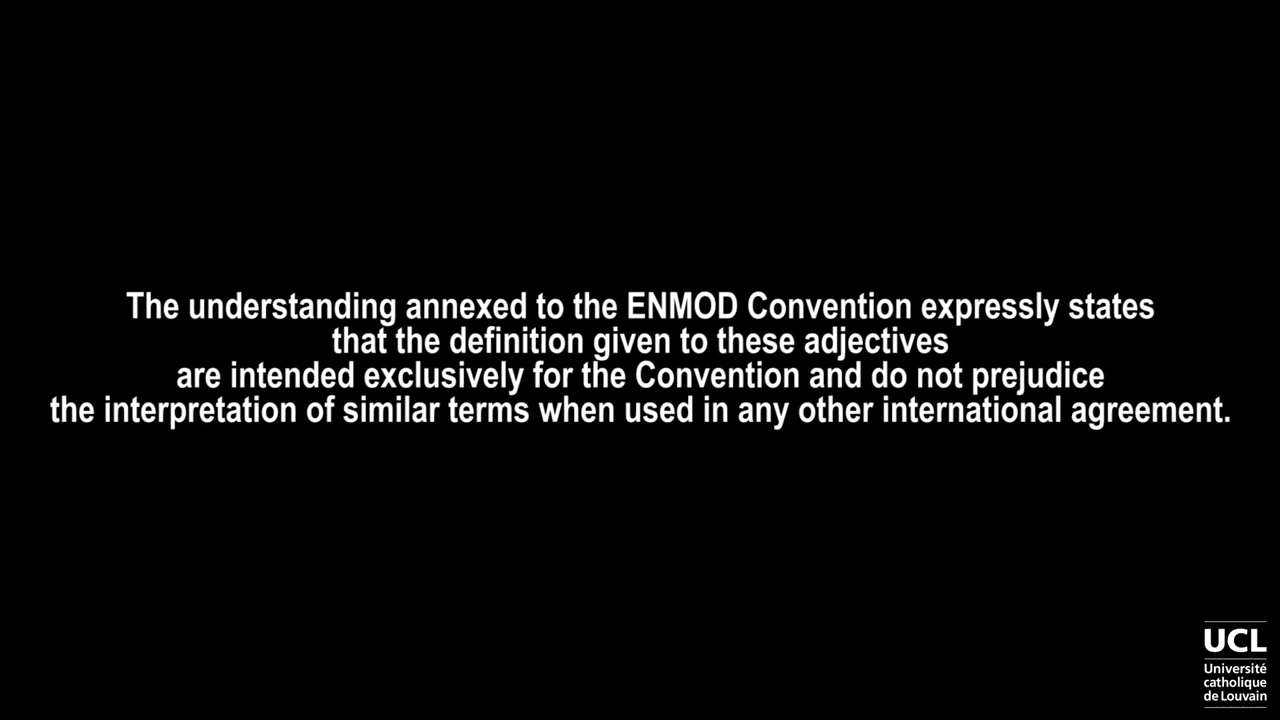 The understanding annexed to the ENMOD Convention expressly states
that the definition given to these adjectives
are intended exclusively for the Convention and do not prejudice
the interpretation of similar terms when used in any other international agreement.
UCL
Université
catholique
de Louvain